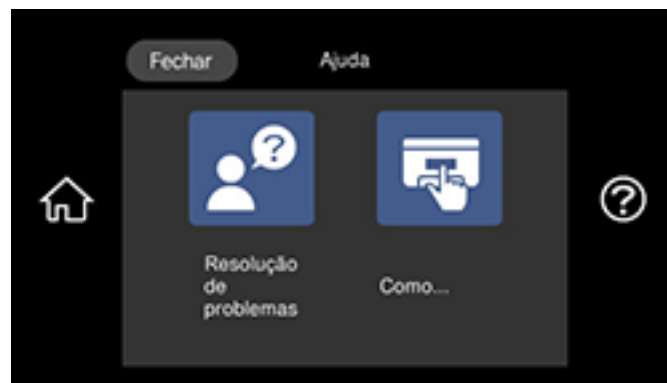 Fechar
Ajuda
?
Resolução
de
problemas
Como...
?